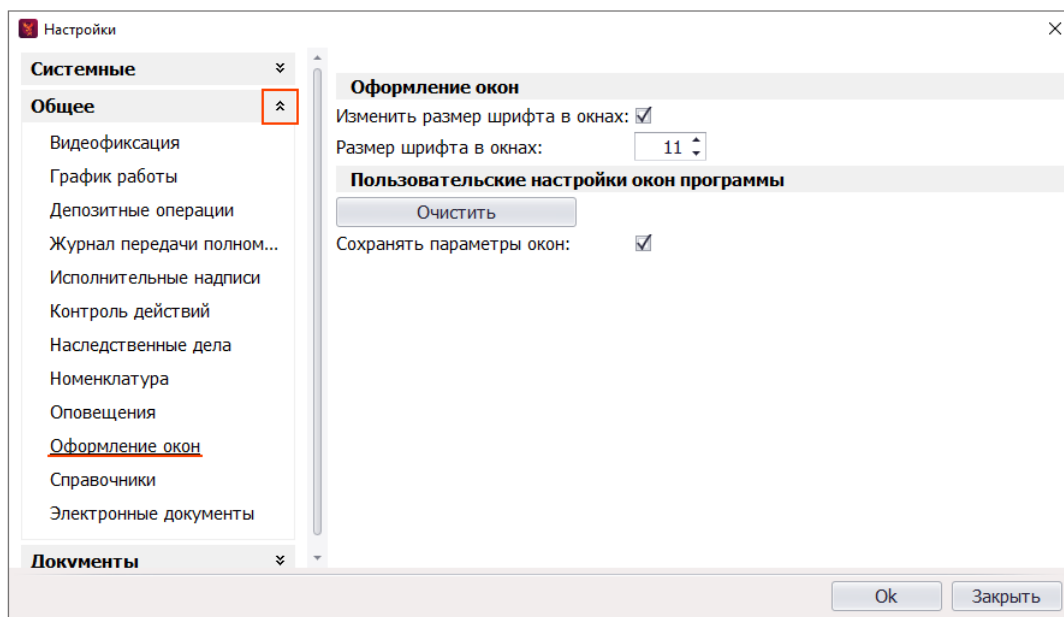 Настройки
Системные
Общее
Видеофиксация
График работы
Депозитные операции
Журнал передачи полном...
Исполнительные надписи
Контроль действий
Наследственные дела
Номенклатура
Оповещения
Оформление окон
Справочники
Электронные документы
Документы
Оформление окон
Изменить размер шрифта в окнах:
Размер шрифта в окнах: 11
Пользовательские настройки окон программы
Очистить
Сохранять параметры окон:
Ok Закрыть